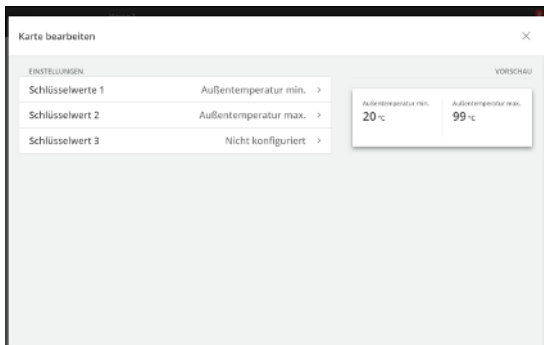 Karte bearbeiten
EINSTELLUNGEN
VORSCHAU
Schlüsselwerte 1 Außentemperatur min.
Schlüsselwert 2 Außentemperatur max.
Schlüsselwert 3 Nicht konfiguriert
Außentemperatur min. Außentemperatur max.
20 °C 99 °C